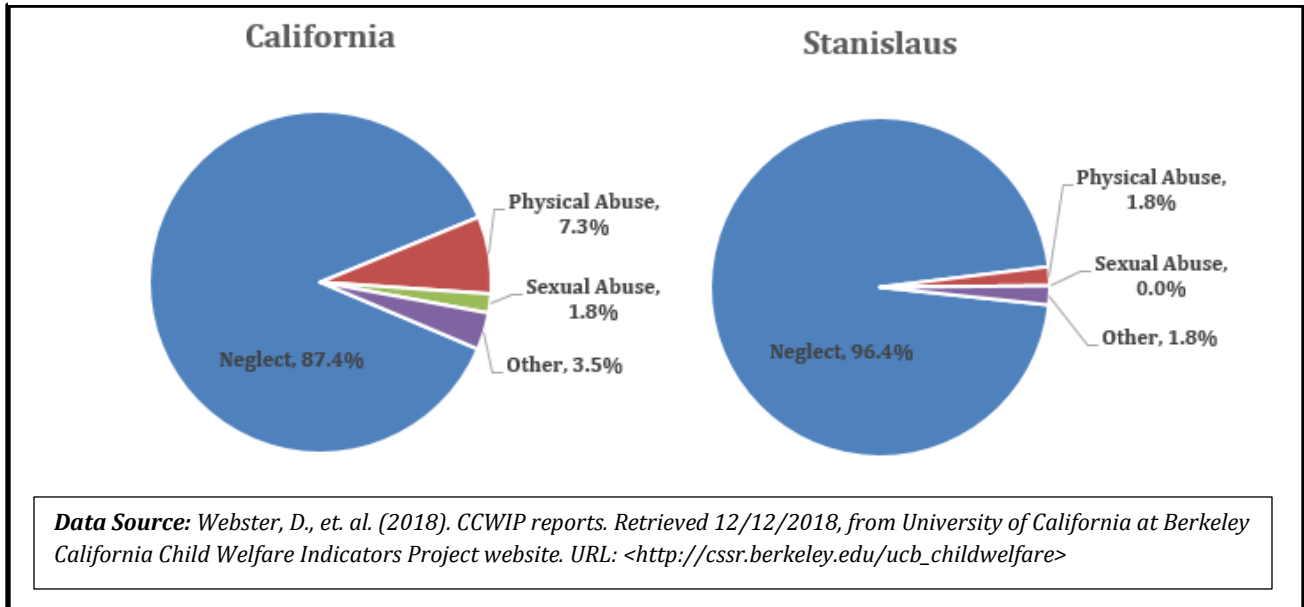 California
Physical Abuse,
7.3%
Sexual Abuse,
1.8%
Other, 3.5%
Neglect, 87.4%
Stanislaus
Physical Abuse,
1.8%
Sexual Abuse,
0.0%
Other, 1.8%
Neglect, 96.4%
Data Source: Webster, D., et. al. (2018). CCWIP reports. Retrieved 12/12/2018, from University of California at Berkeley
California Child Welfare Indicators Project website. URL: <http://cssr.berkeley.edu/ucb_childwelfare>